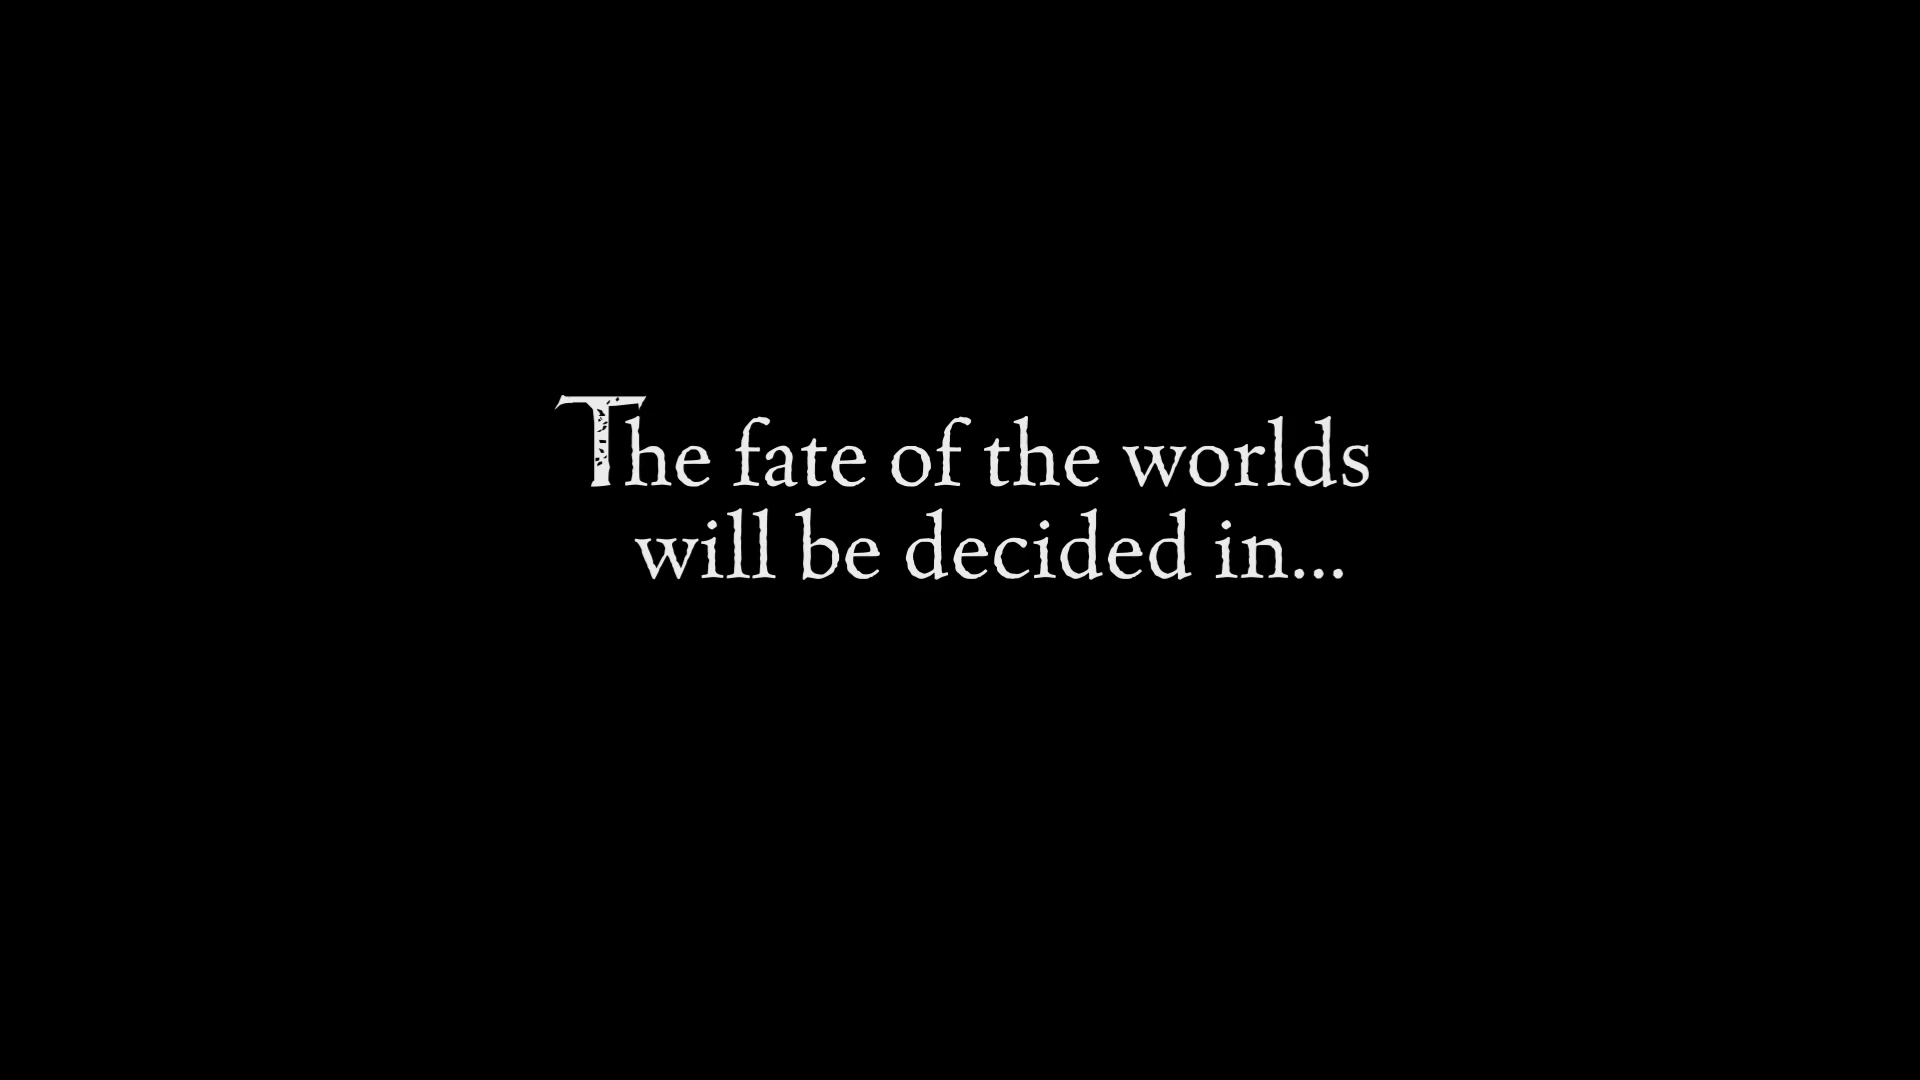 The fate of the worlds
will be decided in...